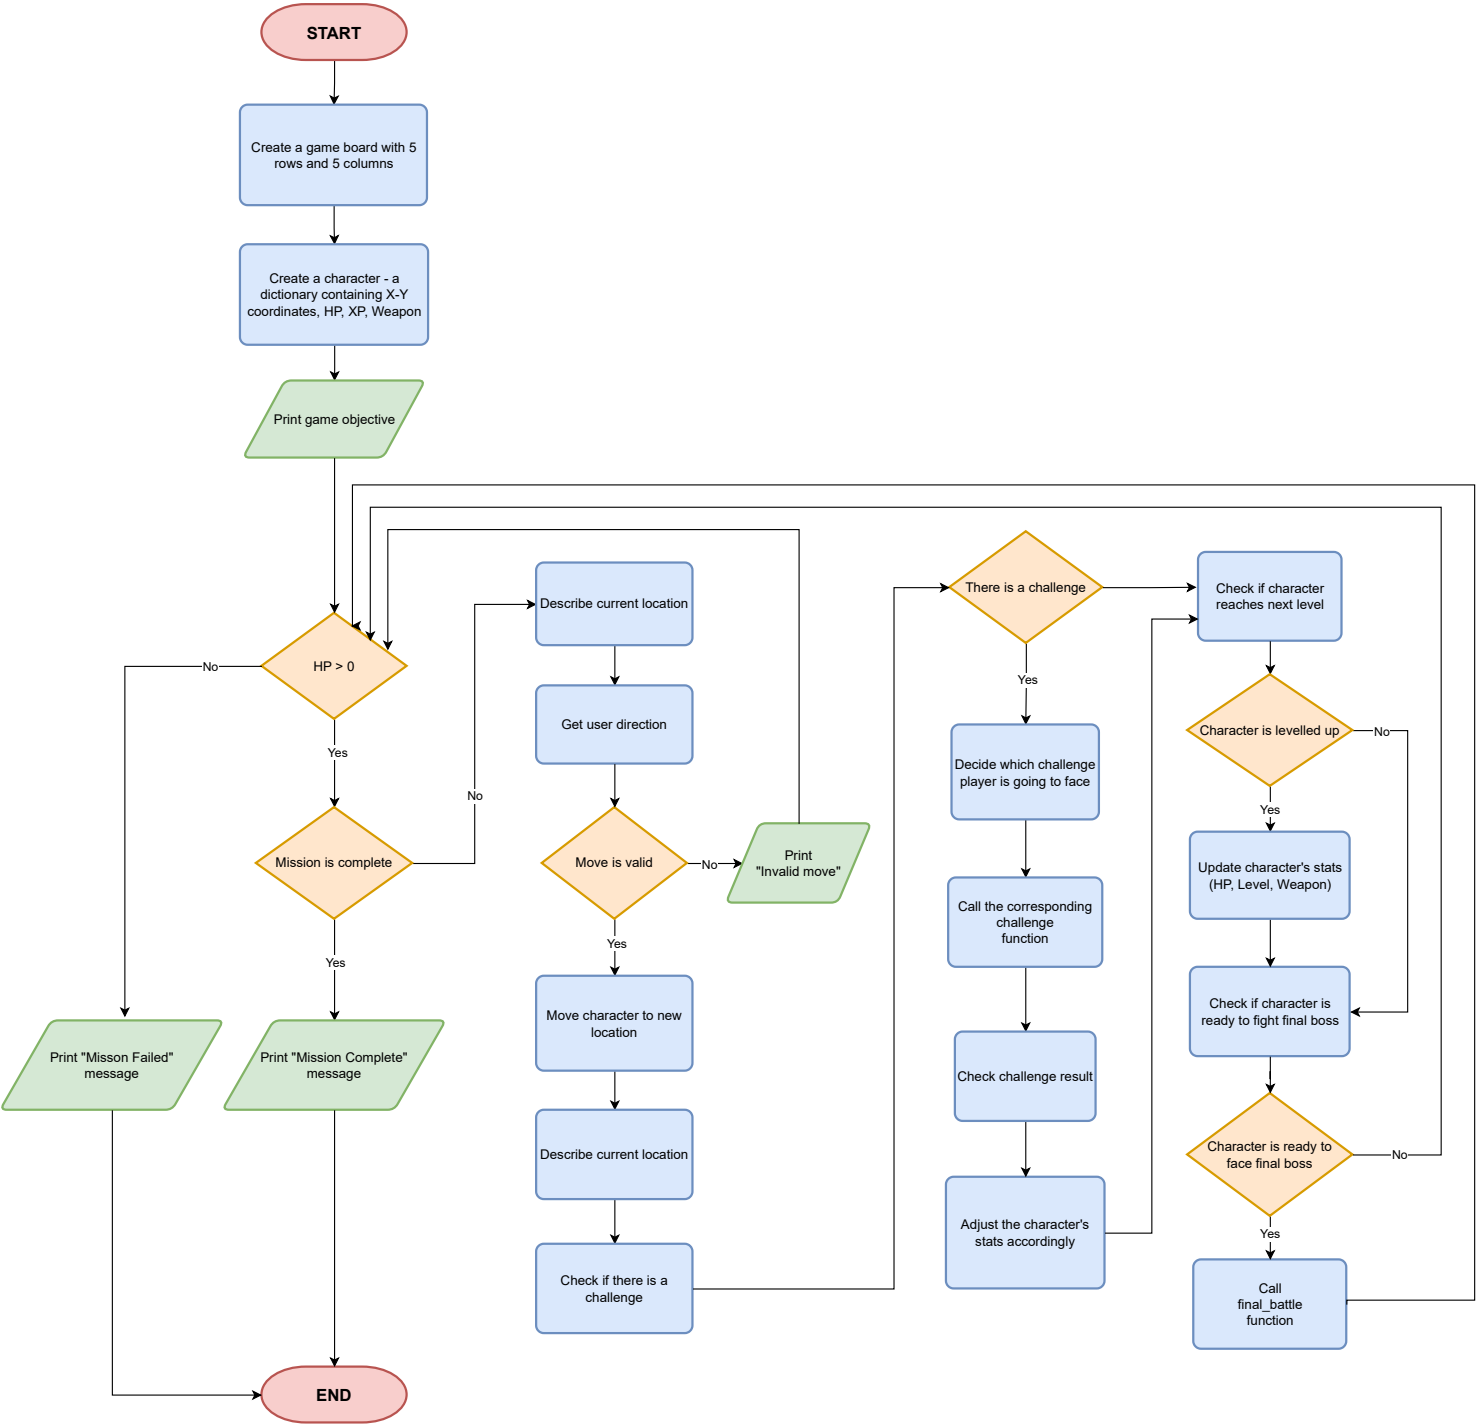 START
Create a game board with 5
rows and 5 columns
Create a character - a
dictionary containing X-Y
coordinates, HP, XP, Weapon
Print game objective
HP > 0
No
Yes
Mission is complete
No
Yes
Print "Misson Failed"
message
Print "Mission Complete"
message
END
Describe current location
Get user direction
Move is valid
No
Print
"Invalid move"
Yes
Move character to new
location
Describe current location
Check if there is a
challenge
There is a challenge
Yes
Decide which challenge
player is going to face
Call the corresponding
challenge
function
Check challenge result
Adjust the character's
stats accordingly
Check if character
reaches next level
Character is levelled up
No
Yes
Update character's stats
(HP, Level, Weapon)
Check if character is
ready to fight final boss
Character is ready to
face final boss
No
Yes
Call
final_battle
function